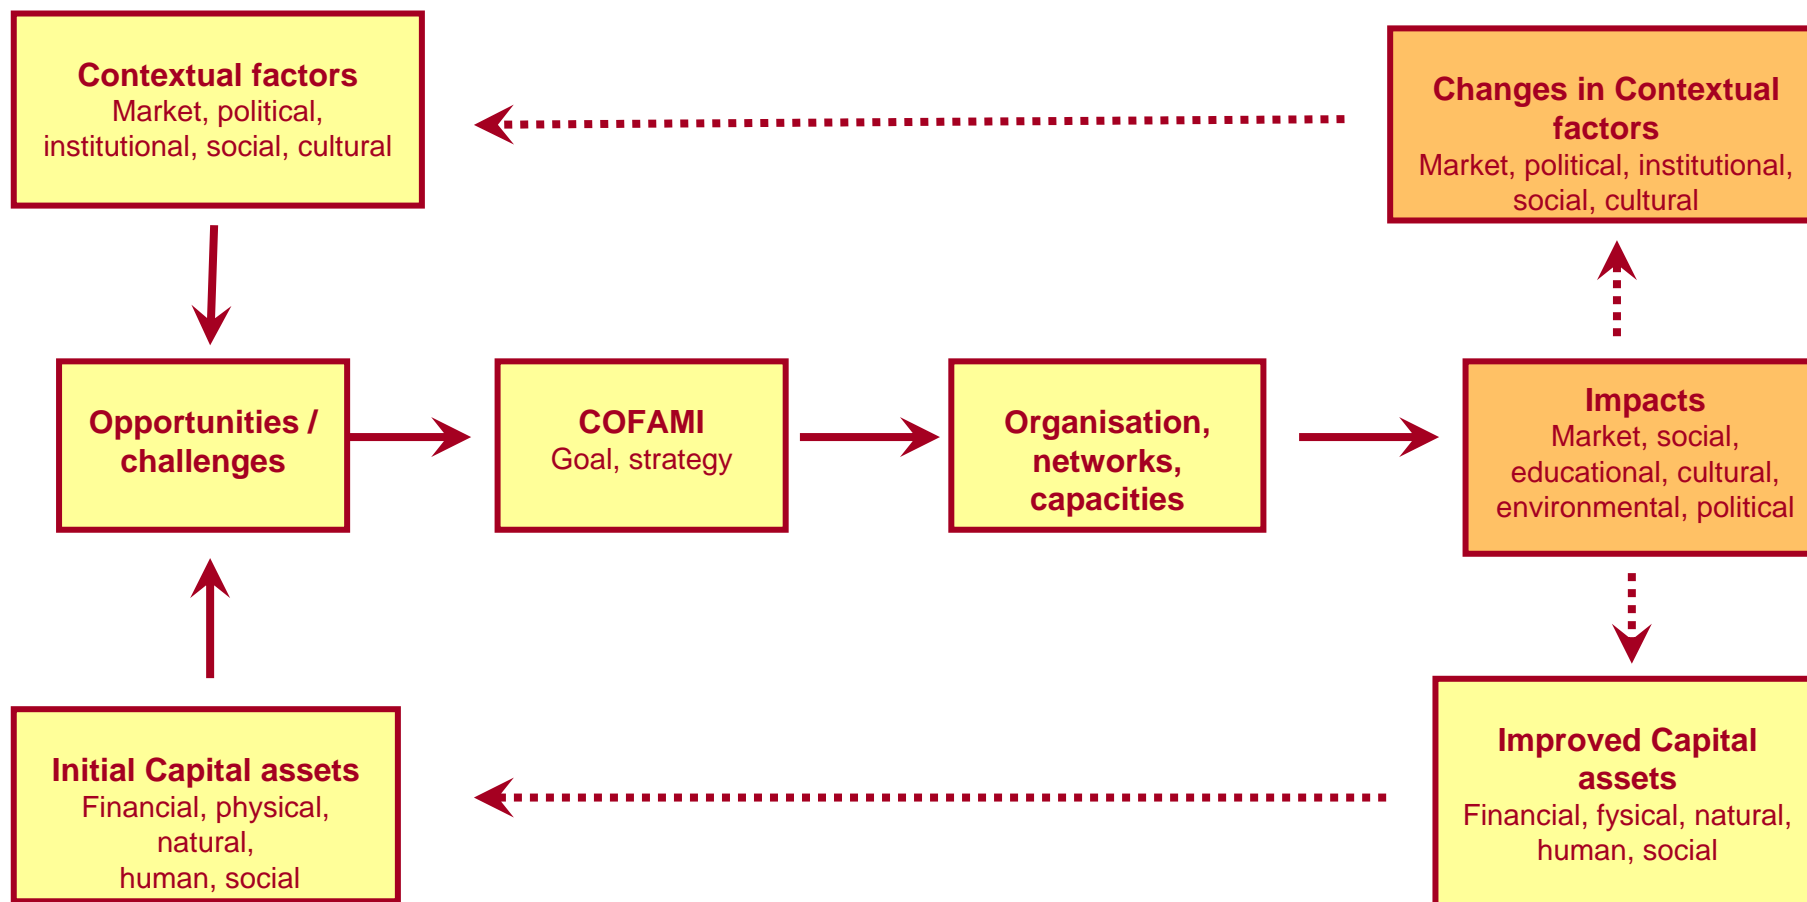 Contextual factors
Market, political,
institutional, social, cultural
Changes in Contextual
factors
Market, political, institutional,
social, cultural
Opportunities /
challenges
COFAMI
Goal, strategy
Organisation,
networks,
capacities
Impacts
Market, social,
educational, cultural,
environmental, political
Initial Capital assets
Financial, physical,
natural,
human, social
Improved Capital
assets
Financial, fysical, natural,
human, social